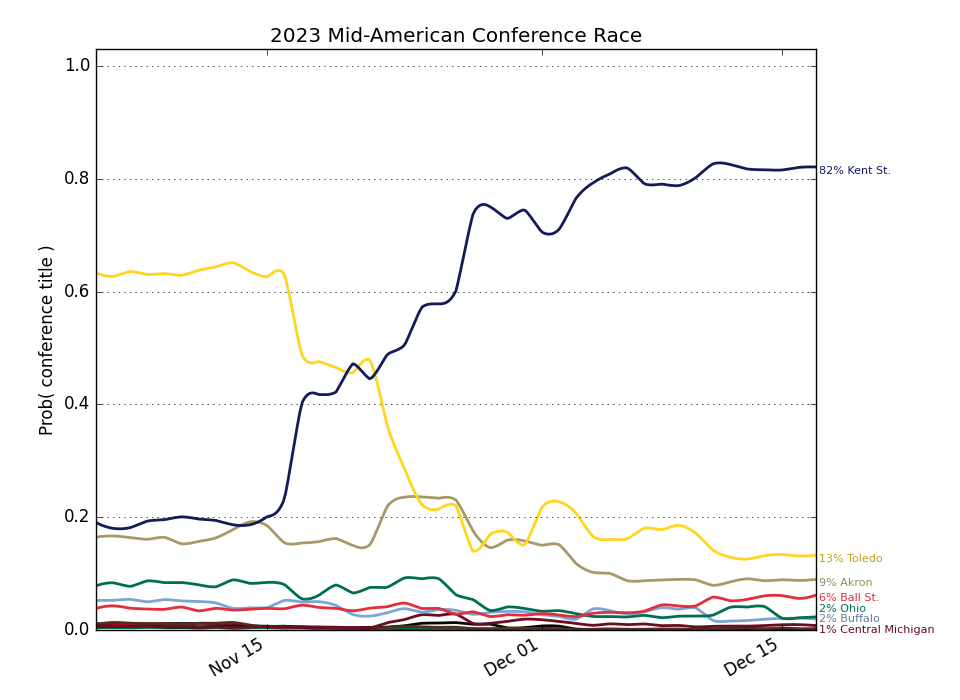 2023 Mid-American Conference Race
Prob( conference title )
1.0
0.8
0.6
0.4
0.2
0.0
Nov 15
Dec 01
Dec 15
82% Kent St.
13% Toledo
9% Akron
6% Ball St.
2% Ohio
2% Buffalo
1% Central Michigan